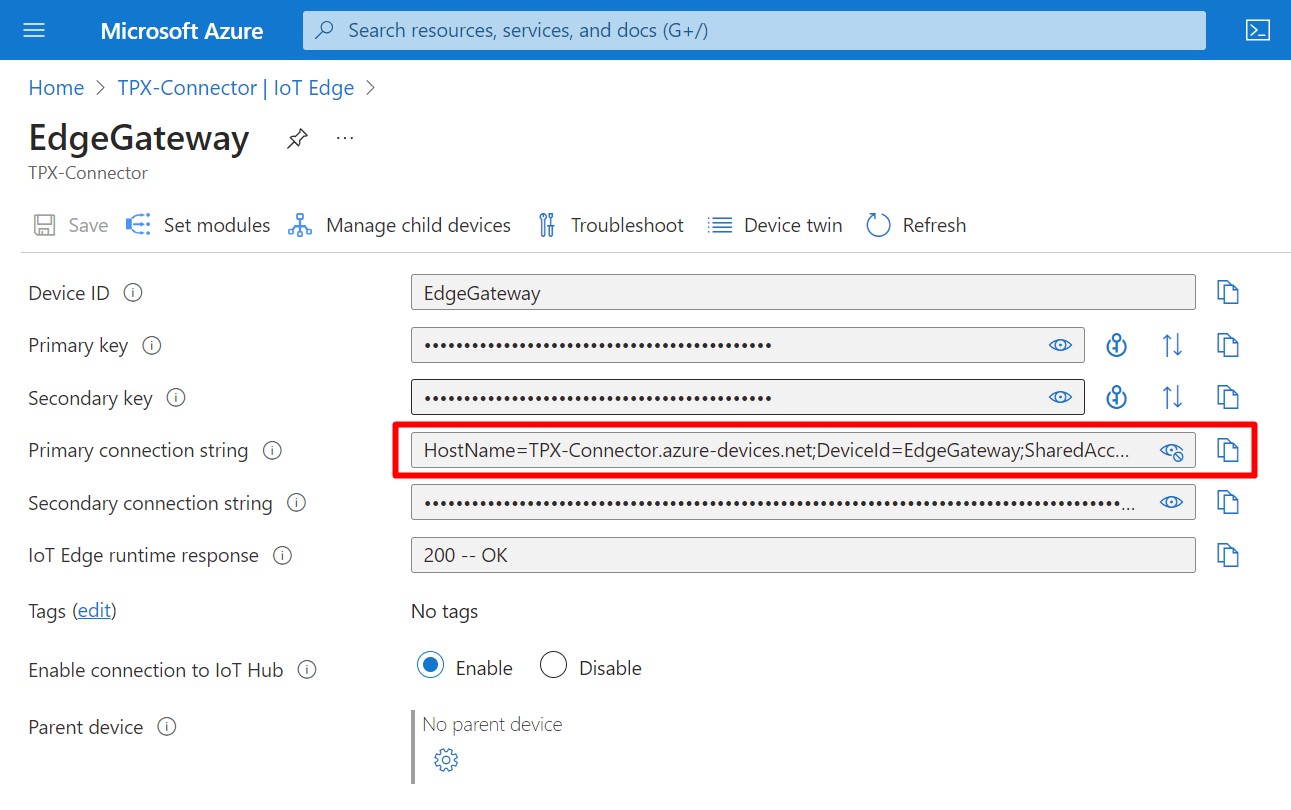 Microsoft Azure
Search resources, services, and docs (G+/)
Home > TPX-Connector | IoT Edge >
EdgeGateway ...
TPX-Connector
Save Set modules Manage child devices Troubleshoot Device twin Refresh
Device ID EdgeGateway
Primary key ••••••••••••••••••••••••••••••••••••••••••••
Secondary key ••••••••••••••••••••••••••••••••••••••••••••
Primary connection string HostName=TPX-Connector.azure-devices.net;DeviceId=EdgeGateway;SharedAcc...
Secondary connection string ••••••••••••••••••••••••••••••••••••••••••••••••••••••••••••••••••••••••••••••••••••••••...
IoT Edge runtime response 200 -- OK
Tags (edit) No tags
Enable connection to IoT Hub Enable Disable
Parent device No parent device